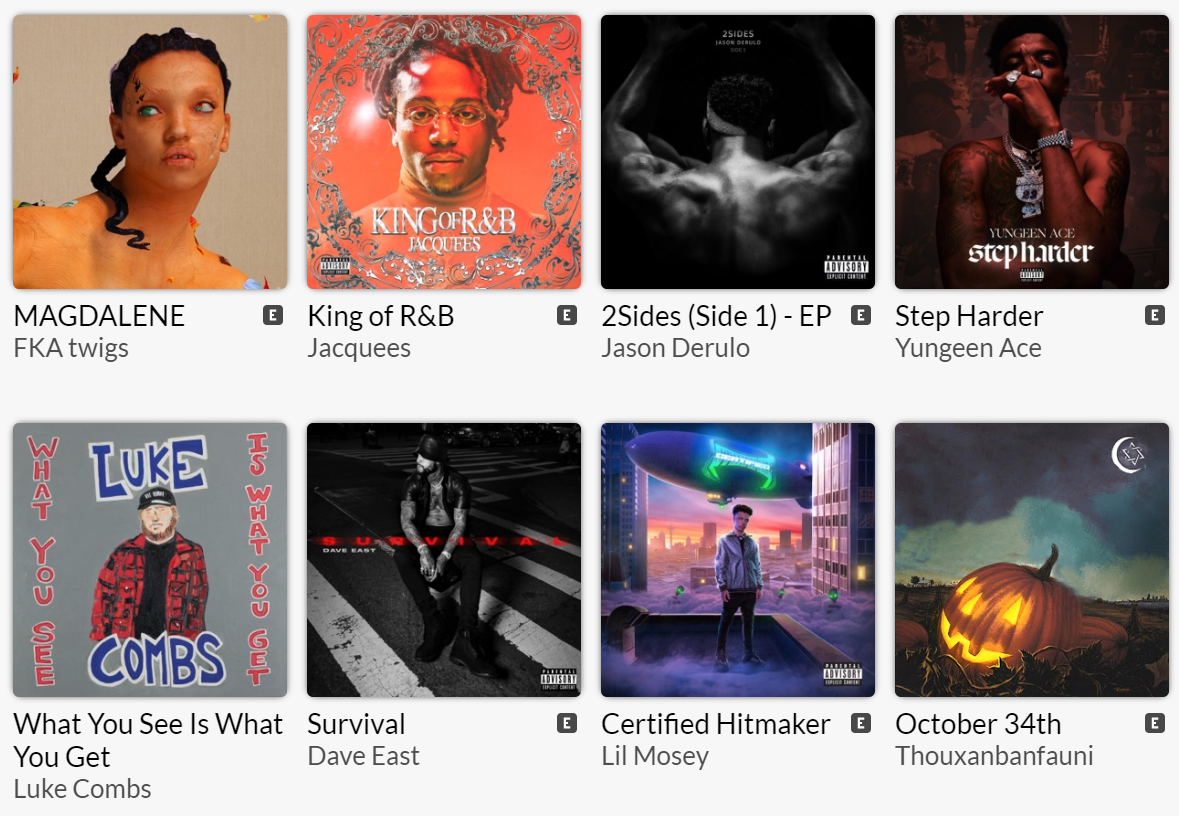 2SIDES
JASON DERULO
SIDE 1
KING OF R&B
JACQUEES
YUNGEEN ACE
step harder
PARENTAL
ADVISORY
EXPLICIT CONTENT
PARENTAL
ADVISORY
EXPLICIT CONTENT
PARENTAL
ADVISORY
EXPLICIT CONTENT
MAGDALENE E
FKA twigs
King of R&B E
Jacquees
2Sides (Side 1) - EP E
Jason Derulo
Step Harder E
Yungeen Ace
WHAT YOU SEE
LUKE
COMBS
IS WHAT YOU GET
SURVIVAL
DAVE EAST
PARENTAL
ADVISORY
EXPLICIT CONTENT
CERTIFIED
PARENTAL
ADVISORY
EXPLICIT CONTENT
What You See Is What
You Get
Luke Combs
Survival E
Dave East
Certified Hitmaker E
Lil Mosey
October 34th E
Thouxanbanfauni